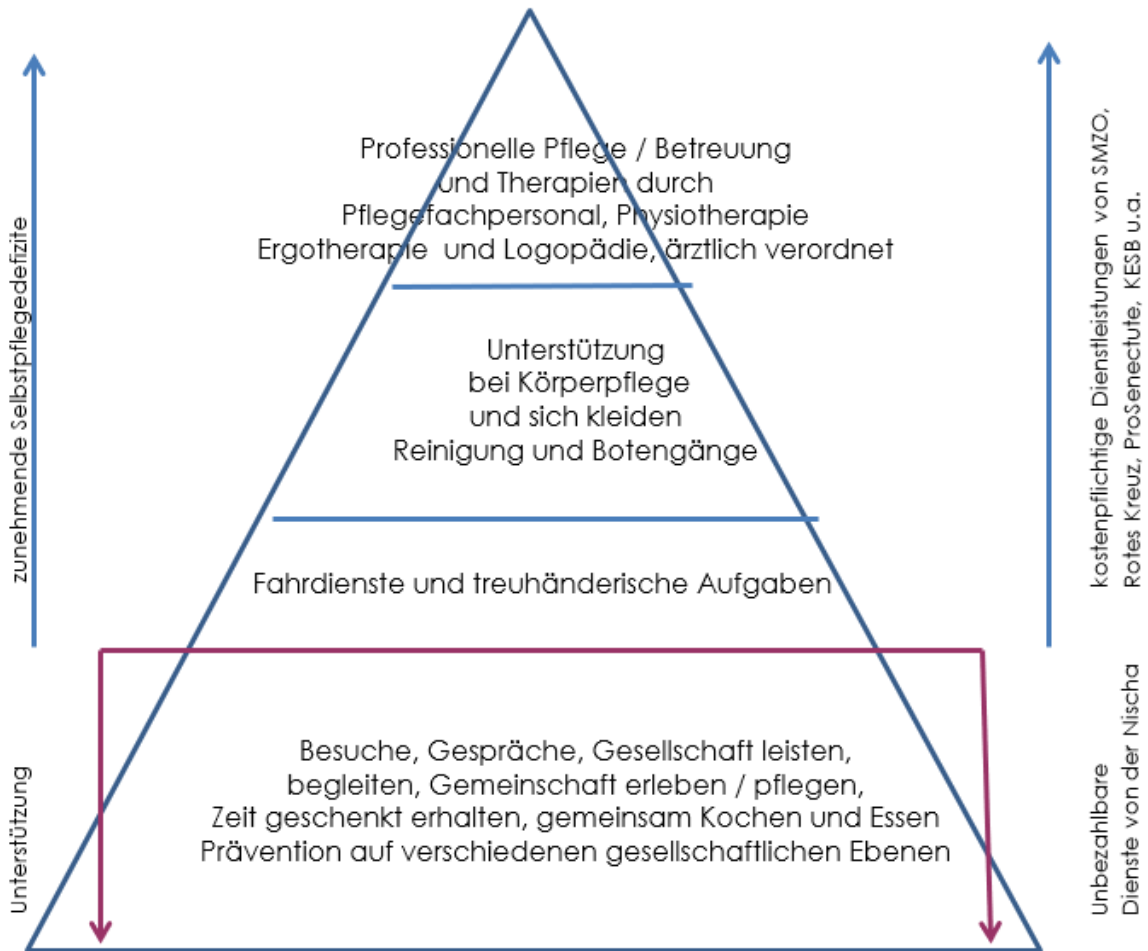 Professionelle Pflege / Betreuung
und Therapien durch
Pflegefachpersonal, Physiotherapie
Ergotherapie und Logopädie, ärztlich verordnet
Unterstützung
bei Körperpflege
und sich kleiden
Reinigung und Botengänge
Fahrdienste und treuhänderische Aufgaben
Besuche, Gespräche, Gesellschaft leisten,
begleiten, Gemeinschaft erleben / pflegen,
Zeit geschenkt erhalten, gemeinsam Kochen und Essen
Prävention auf verschiedenen gesellschaftlichen Ebenen
zunehmende Selbstpflegedefizite
Unterstützung
kostenpflichtige Dienstleistungen von SMZO,
Rotes Kreuz, ProSenectute, KESB u.a.
Unbezahlbare
Dienste von der Nischa